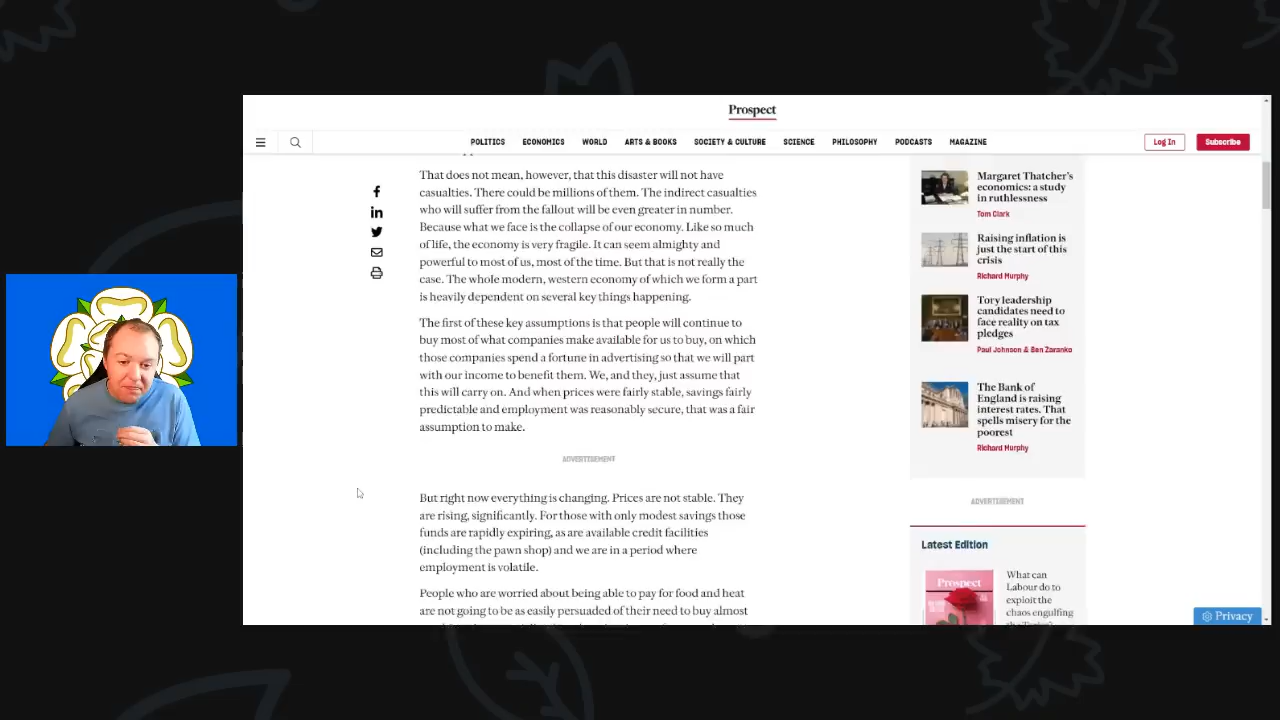 Prospect
POLITICS ECONOMICS WORLD ARTS & BOOKS SOCIETY & CULTURE SCIENCE PHILOSOPHY PODCASTS MAGAZINE Log In Subscribe
That does not mean, however, that this disaster will not have
casualties. There could be millions of them. The indirect casualties
who will suffer from the fallout will be even greater in number.
Because what we face is the collapse of our economy. Like so much
of life, the economy is very fragile. It can seem almighty and
powerful to most of us, most of the time. But that is not really the
case. The whole modern, western economy of which we form a part
is heavily dependent on several key things happening.
The first of these key assumptions is that people will continue to
buy most of what companies make available for us to buy, on which
those companies spend a fortune in advertising so that we will part
with our income to benefit them. We, and they, just assume that
this will carry on. And when prices were fairly stable, savings fairly
predictable and employment was reasonably secure, that was a fair
assumption to make.
ADVERTISEMENT
But right now everything is changing. Prices are not stable. They
are rising, significantly. For those with only modest savings those
funds are rapidly expiring, as are available credit facilities
(including the pawn shop) and we are in a period where
employment is volatile.
People who are worried about being able to pay for food and heat
are not going to be as easily persuaded of their need to buy almost
Margaret Thatcher's
economics: a study
in ruthlessness
Tom Clark
Raising inflation is
just the start of this
crisis
Richard Murphy
Tory leadership
candidates need to
face reality on tax
pledges
Paul Johnson & Ben Zaranko
The Bank of
England is raising
interest rates. That
spells misery for the
poorest
Richard Murphy
ADVERTISEMENT
Latest Edition
Prospect
What can
Labour do to
exploit the
chaos engulfing
Privacy